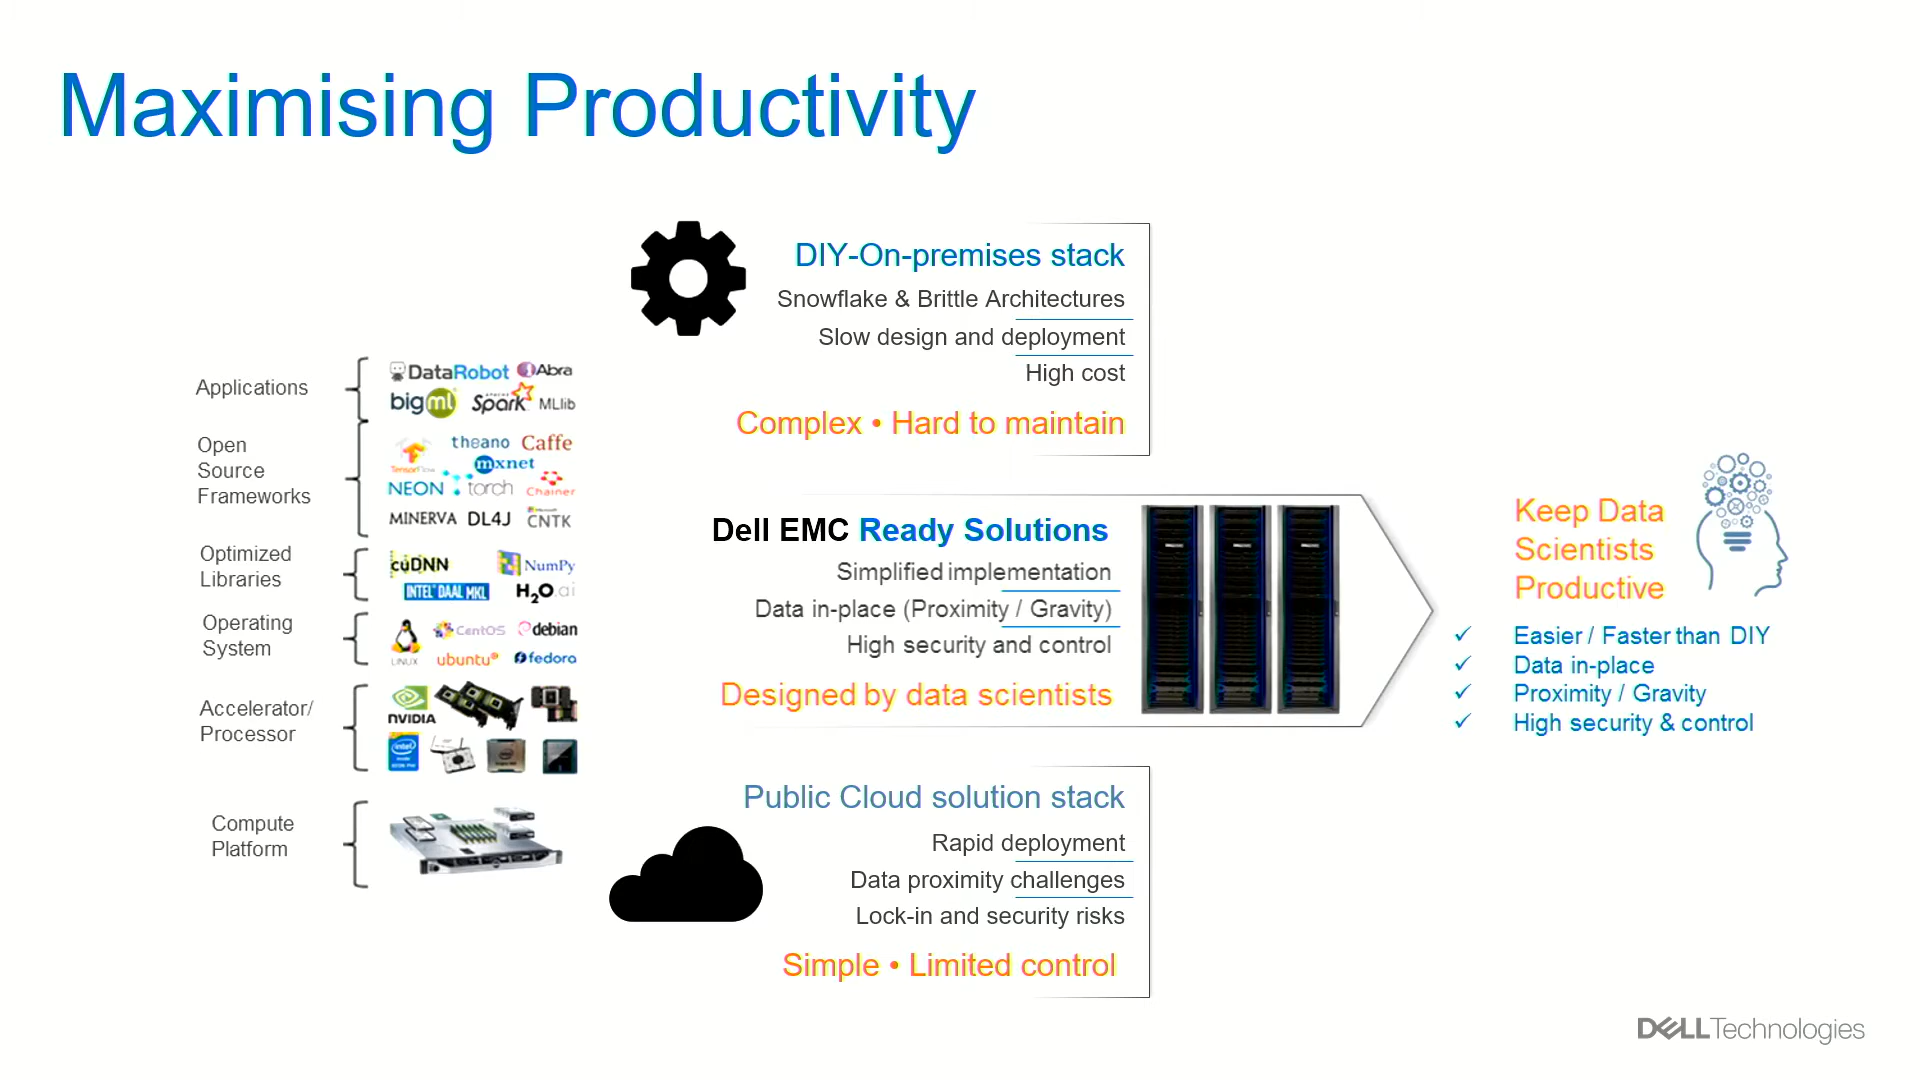 Maximising Productivity
Applications
DataRobot Abra
bigml Spark MLlib
Open
Source
Frameworks
theano Caffe
TensorFlow
mxnet
NEON torch Chainer
MINERVA DL4J CNTK
Optimized
Libraries
cuDNN NumPy
INTEL DAAL MKL H2O.ai
Operating
System
CentOS debian
LINUX ubuntu fedora
Accelerator/
Processor
NVIDIA
intel
Compute
Platform
DIY-On-premises stack
Snowflake & Brittle Architectures
Slow design and deployment
High cost
Complex • Hard to maintain
Dell EMC Ready Solutions
Simplified implementation
Data in-place (Proximity / Gravity)
High security and control
Designed by data scientists
Public Cloud solution stack
Rapid deployment
Data proximity challenges
Lock-in and security risks
Simple • Limited control
Keep Data
Scientists
Productive
✓ Easier / Faster than DIY
✓ Data in-place
✓ Proximity / Gravity
✓ High security & control
DELLTechnologies